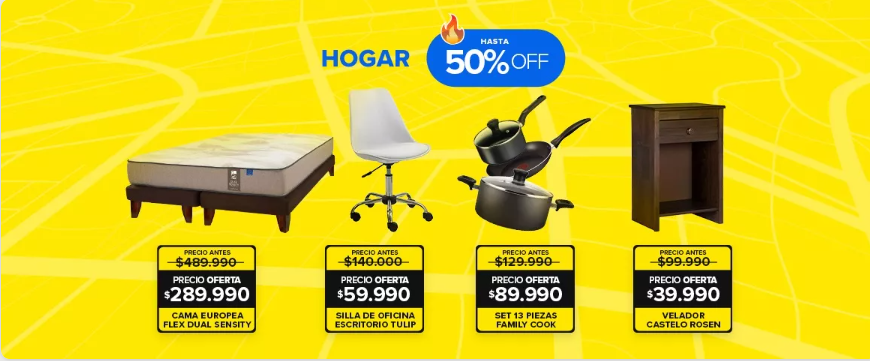 HOGAR
HASTA
50% OFF
PRECIO ANTES
$489.990
PRECIO OFERTA
$289.990
CAMA EUROPEA
FLEX DUAL SENSITY
PRECIO ANTES
$140.000
PRECIO OFERTA
$59.990
SILLA DE OFICINA
ESCRITORIO TULIP
PRECIO ANTES
$129.990
PRECIO OFERTA
$89.990
SET 13 PIEZAS
FAMILY COOK
PRECIO ANTES
$99.990
PRECIO OFERTA
$39.990
VELADOR
CASTELO ROSEN